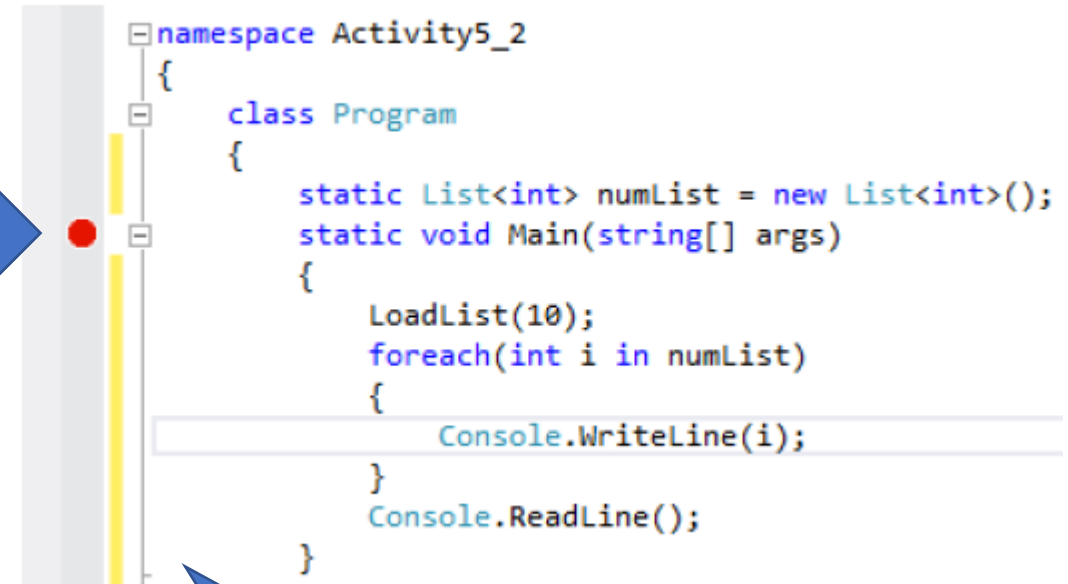 namespace Activity5_2
{
class Program
{
static List<int> numList = new List<int>();
static void Main(string[] args)
{
LoadList(10);
foreach(int i in numList)
{
Console.WriteLine(i);
}
Console.ReadLine();
}